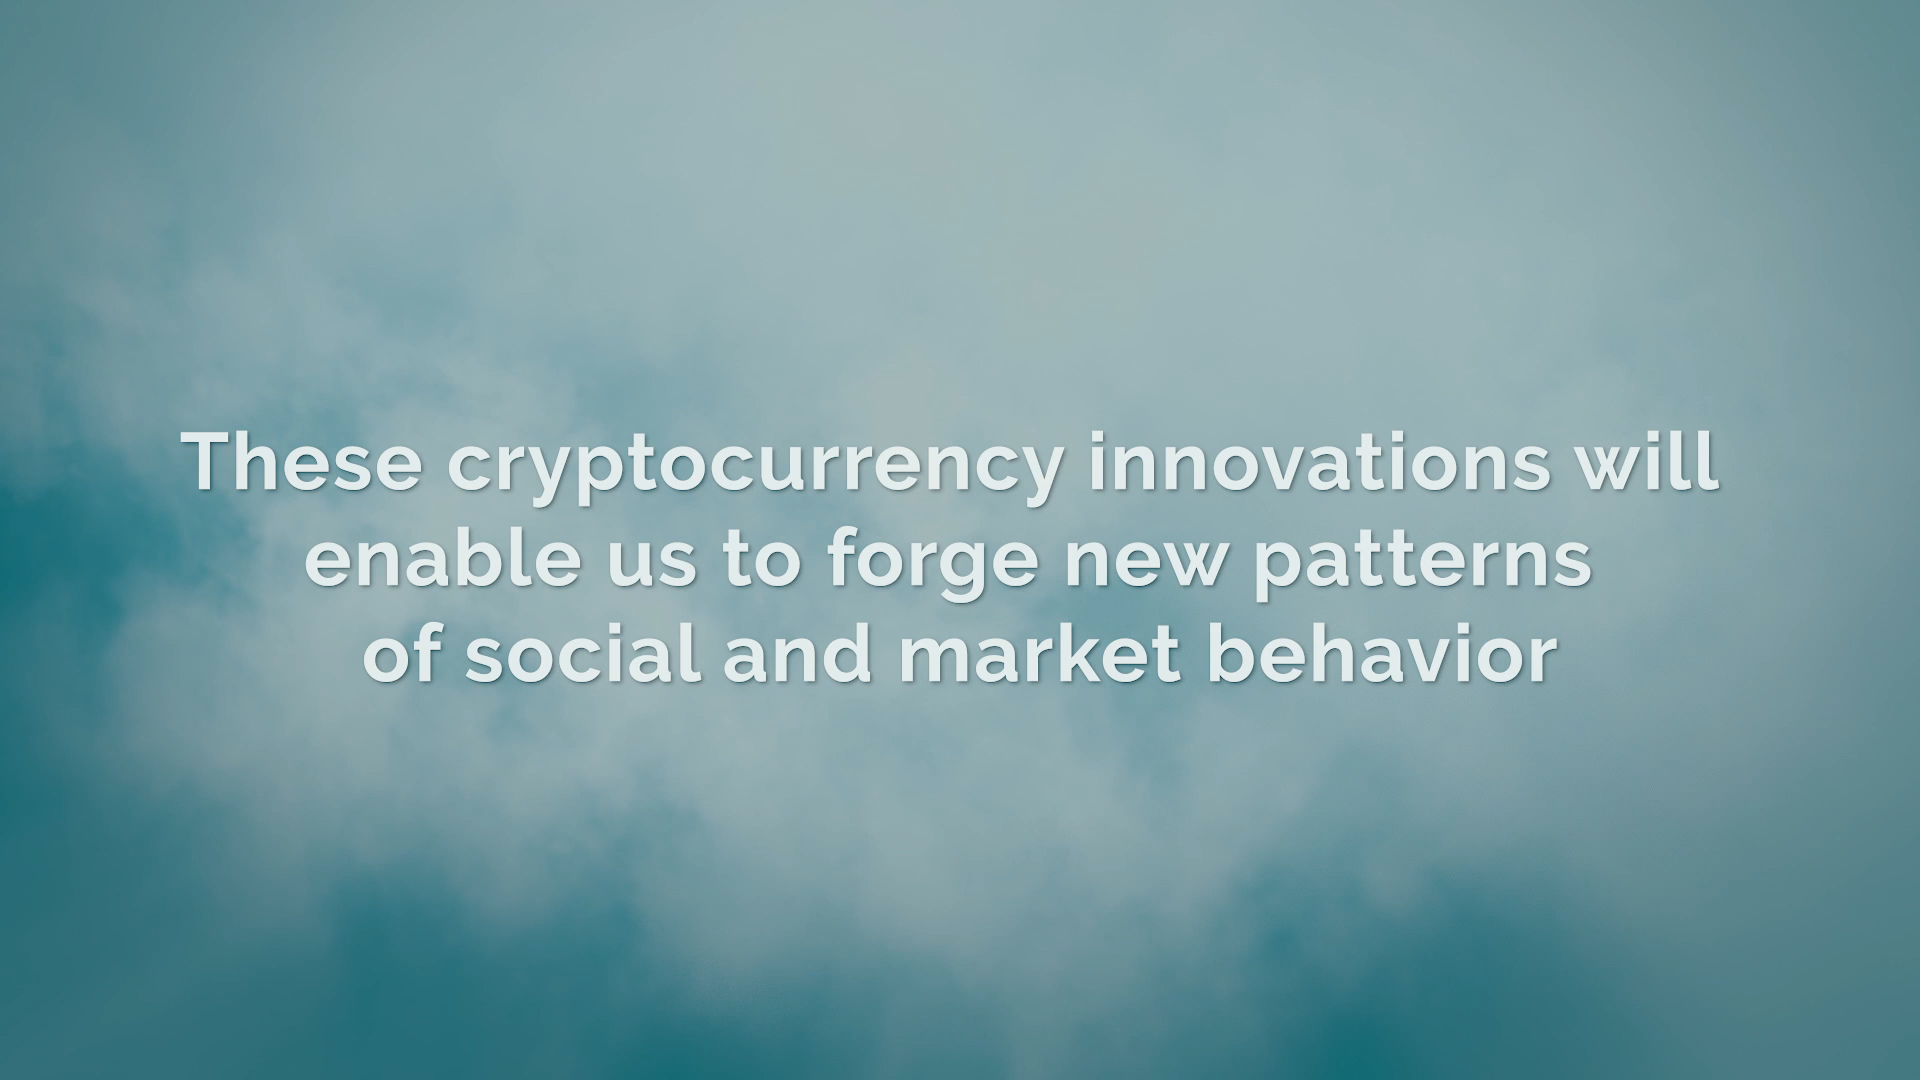 These cryptocurrency innovations will
enable us to forge new patterns
of social and market behavior